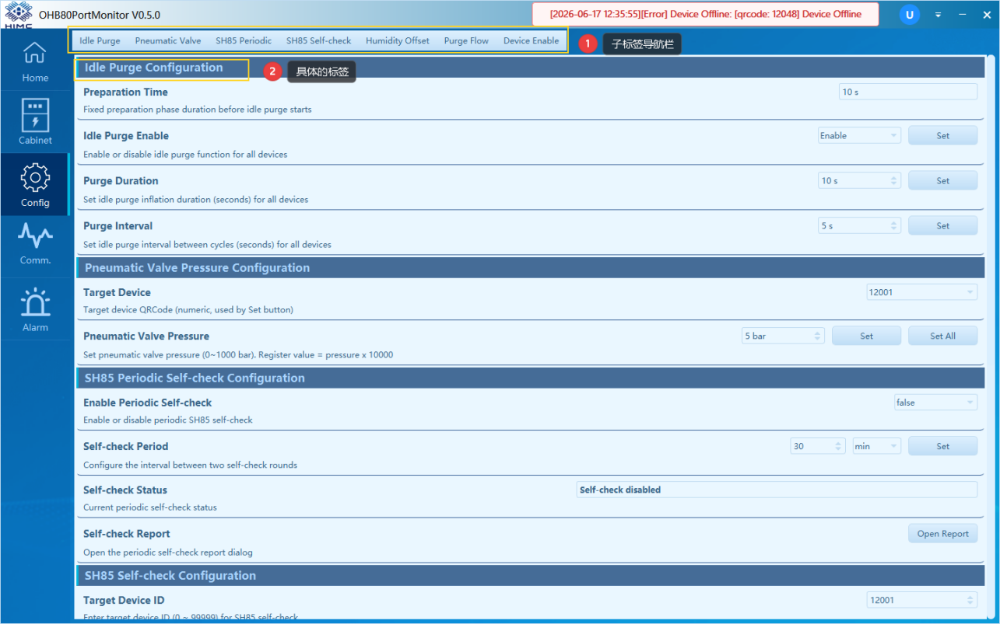 HIMC
OHB80PortMonitor V0.5.0
[2026-06-17 12:35:55][Error] Device Offline: [qrcode: 12048] Device Offline
U
Home
Cabinet
Config
Comm.
Alarm
Idle Purge
Pneumatic Valve
SH85 Periodic
SH85 Self-check
Humidity Offset
Purge Flow
Device Enable
1
子标签导航栏
Idle Purge Configuration
2
具体的标签
Preparation Time
10 s
Fixed preparation phase duration before idle purge starts
Idle Purge Enable
Enable
Set
Enable or disable idle purge function for all devices
Purge Duration
10 s
Set
Set idle purge inflation duration (seconds) for all devices
Purge Interval
5 s
Set
Set idle purge interval between cycles (seconds) for all devices
Pneumatic Valve Pressure Configuration
Target Device
12001
Target device QRCode (numeric, used by Set button)
Pneumatic Valve Pressure
5 bar
Set
Set All
Set pneumatic valve pressure (0~1000 bar). Register value = pressure x 10000
SH85 Periodic Self-check Configuration
Enable Periodic Self-check
false
Enable or disable periodic SH85 self-check
Self-check Period
30
min
Set
Configure the interval between two self-check rounds
Self-check Status
Self-check disabled
Current periodic self-check status
Self-check Report
Open Report
Open the periodic self-check report dialog
SH85 Self-check Configuration
Target Device ID
12001
Enter target device ID (0 ~ 99999) for SH85 self-check